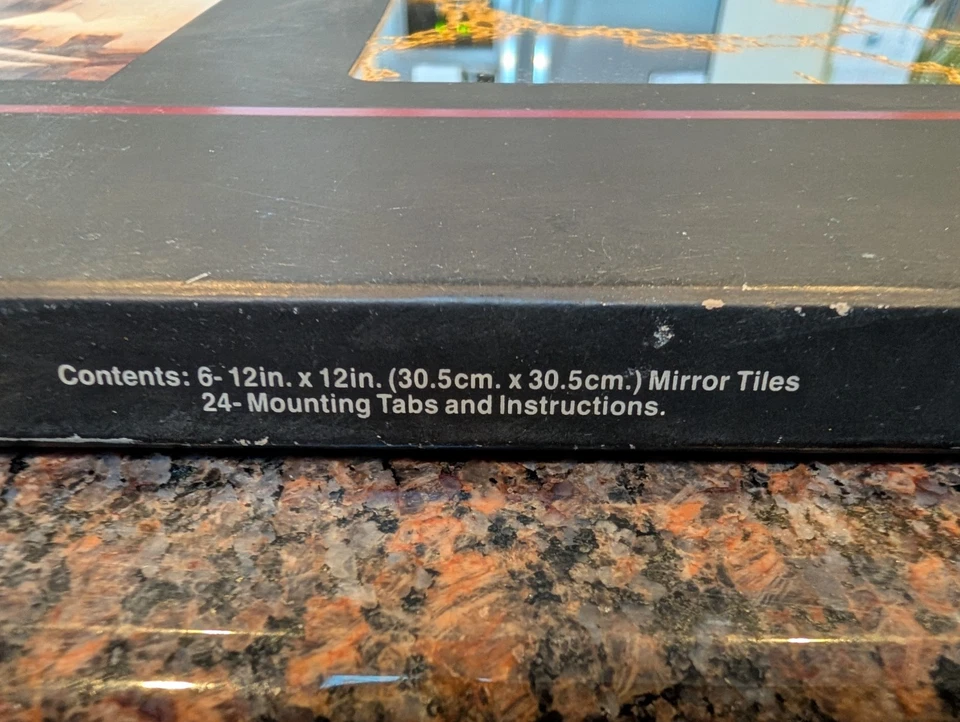 Contents: 6- 12in. x 12in. (30.5cm. x 30.5cm.) Mirror Tiles
24- Mounting Tabs and Instructions.